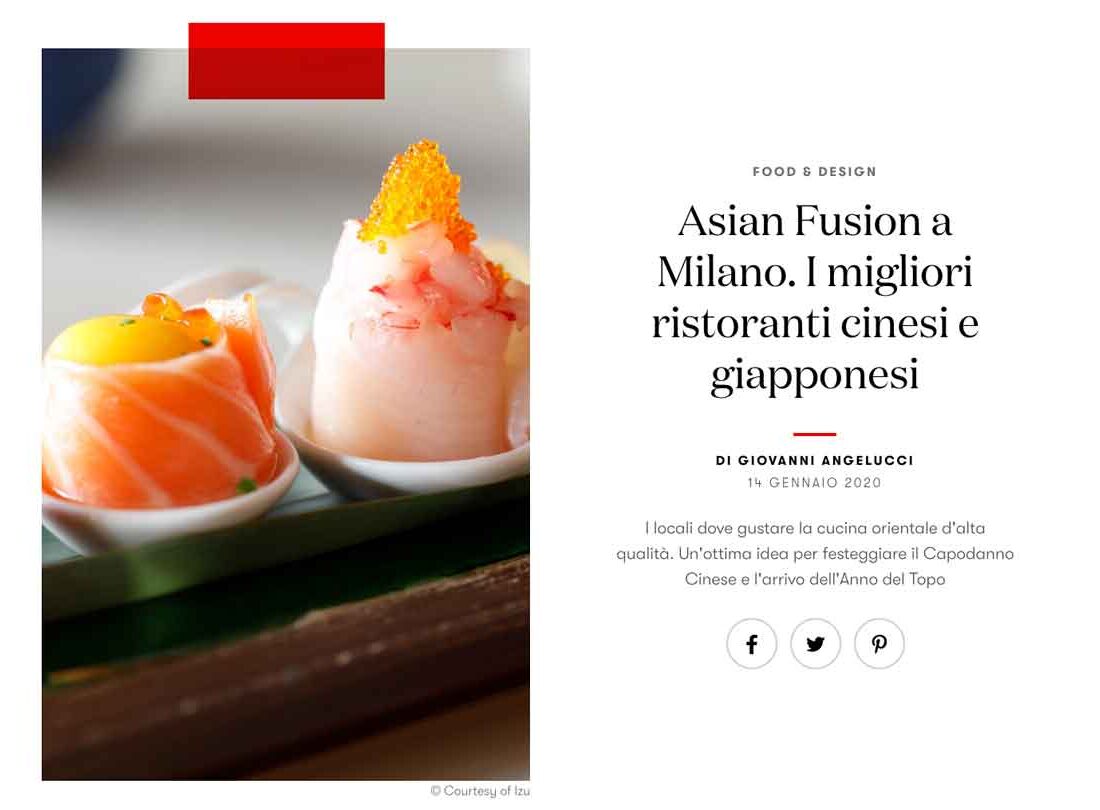 FOOD & DESIGN
Asian Fusion a
Milano. I migliori
ristoranti cinesi e
giapponesi
DI GIOVANNI ANGELUCCI
14 GENNAIO 2020
I locali dove gustare la cucina orientale d'alta
qualità. Un'ottima idea per festeggiare il Capodanno
Cinese e l'arrivo dell'Anno del Topo
© Courtesy of Izu